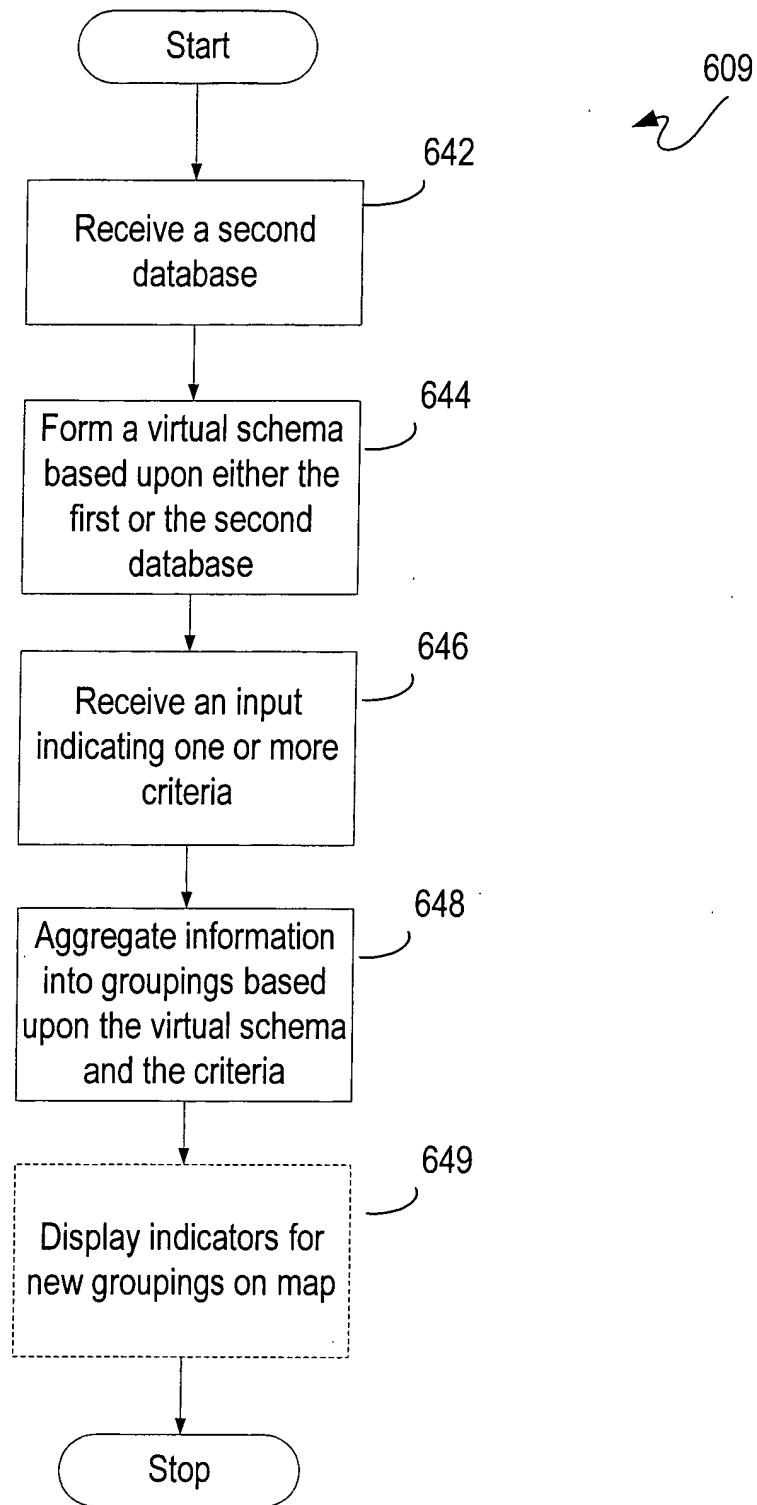 Start
609
642
Receive a second
database
644
Form a virtual schema
based upon either the
first or the second
database
646
Receive an input
indicating one or more
criteria
648
Aggregate information
into groupings based
upon the virtual schema
and the criteria
649
Display indicators for
new groupings on map
Stop